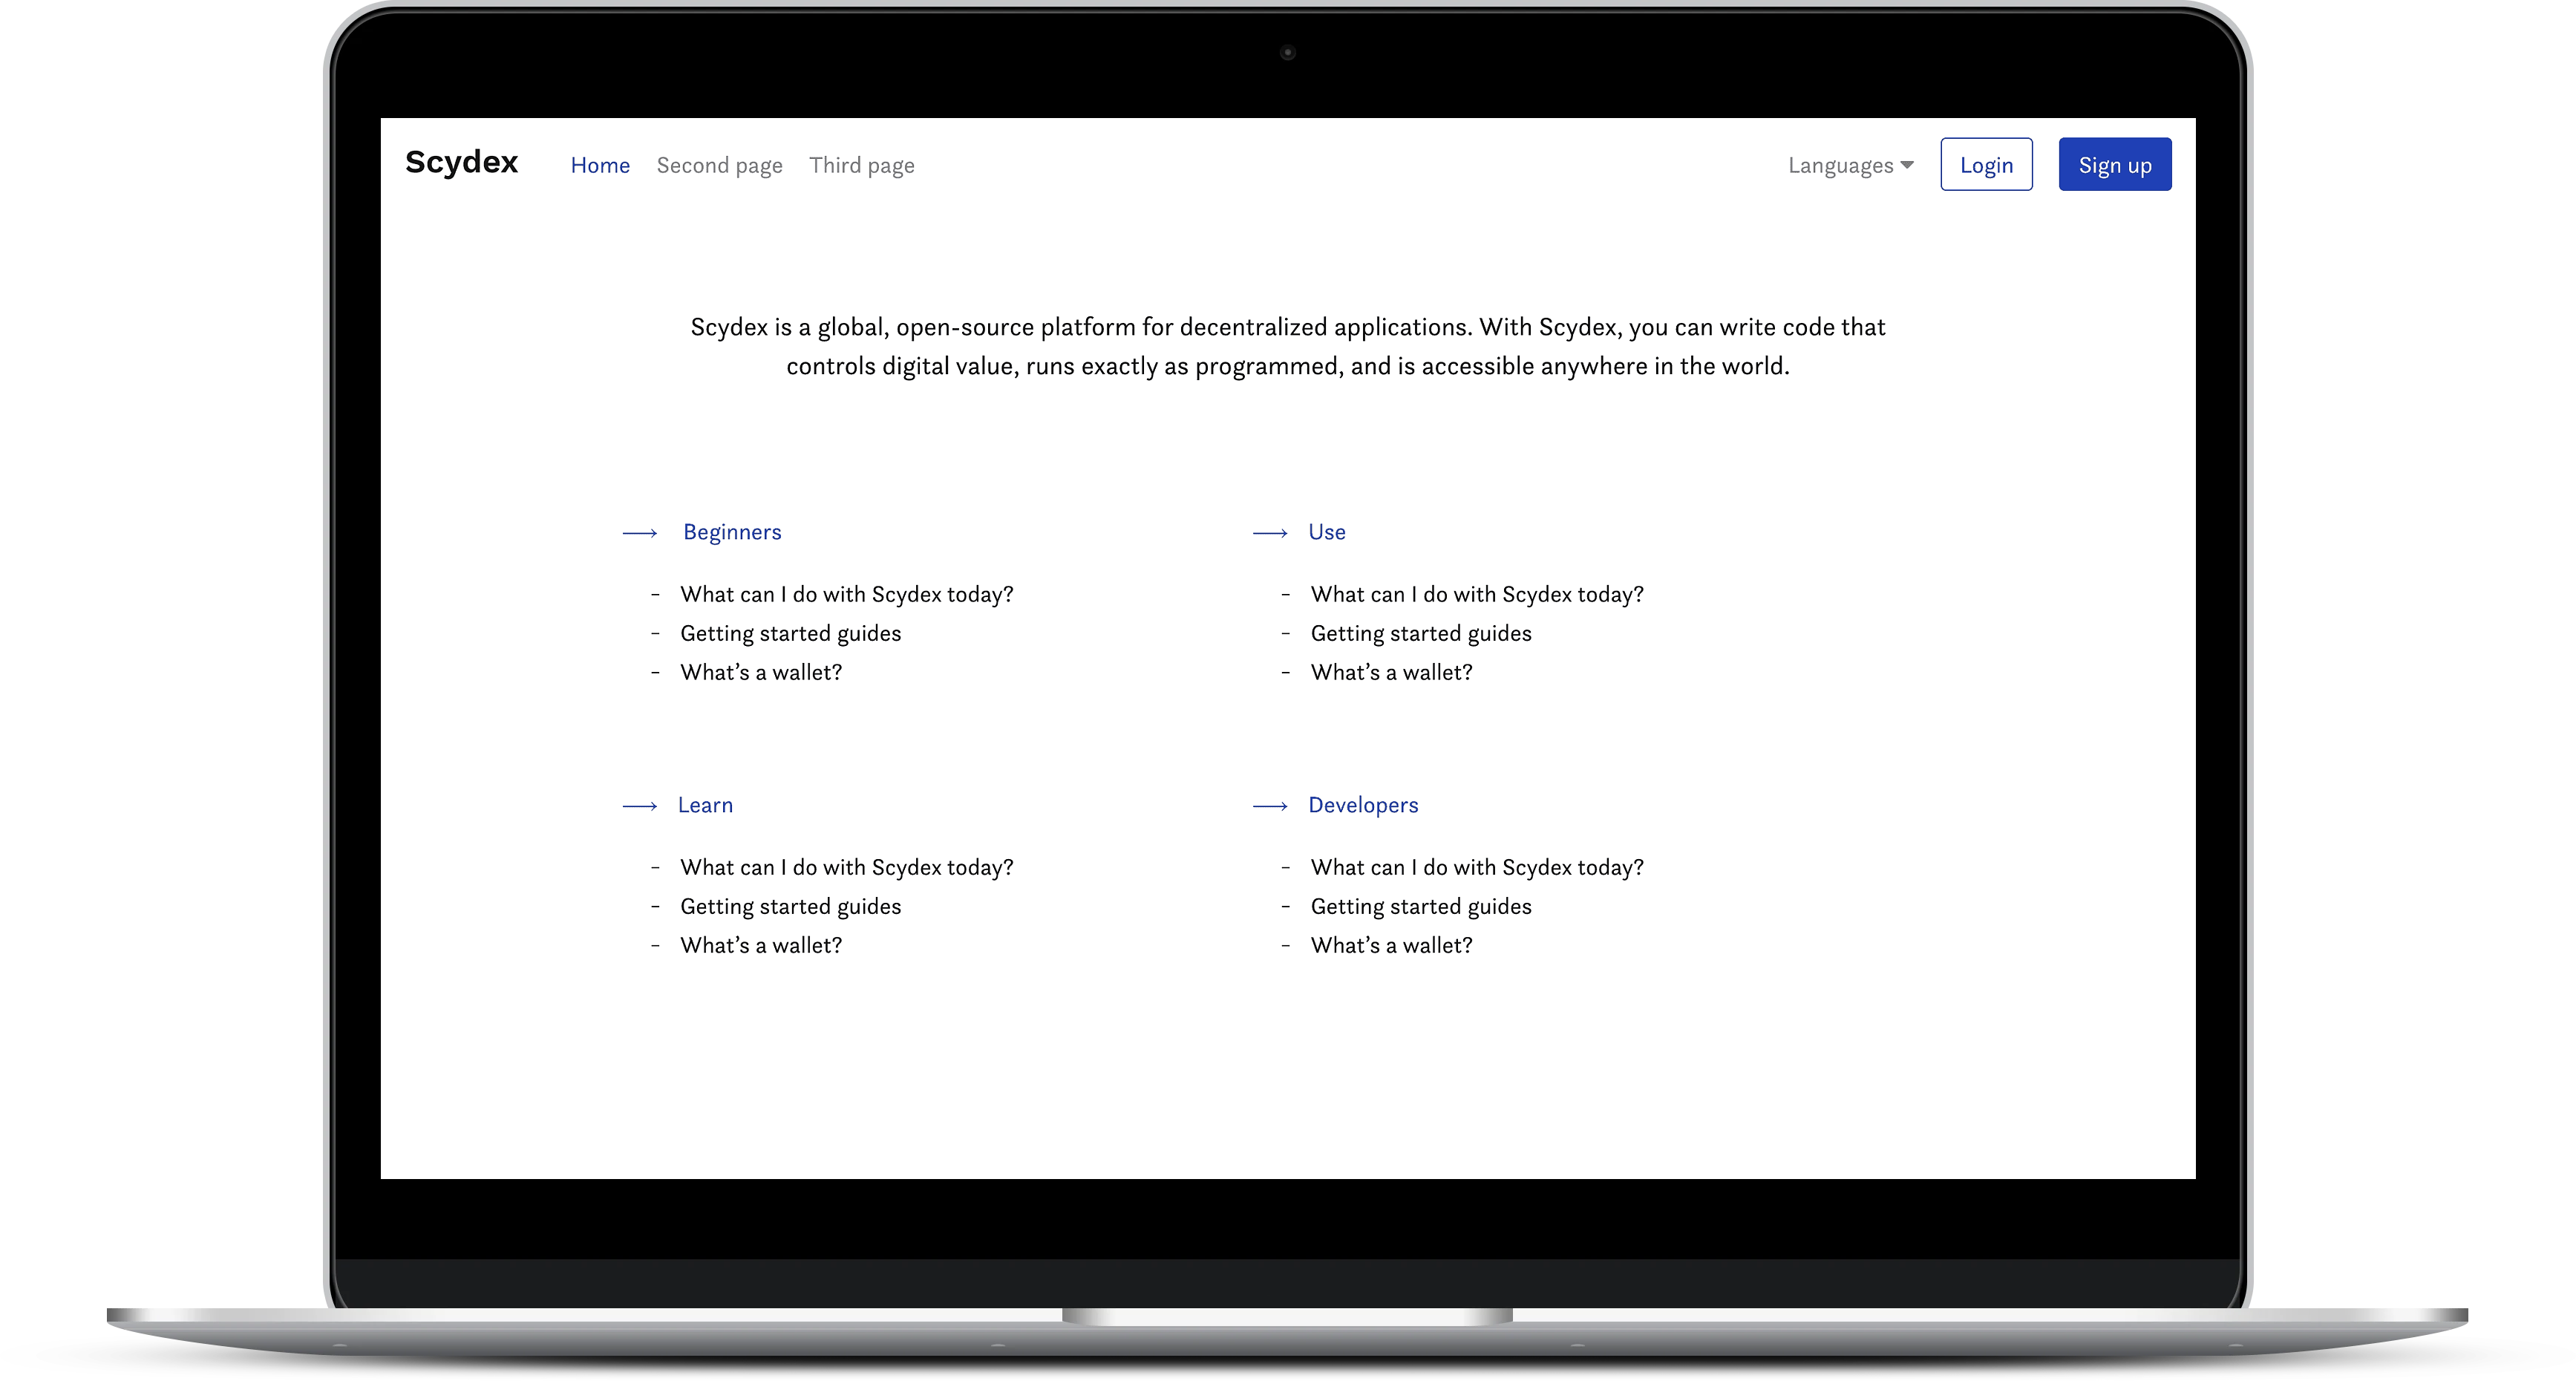 Scydex Home Second page Third page Languages Login Sign up
Scydex is a global, open-source platform for decentralized applications. With Scydex, you can write code that
controls digital value, runs exactly as programmed, and is accessible anywhere in the world.
→ Beginners
- What can I do with Scydex today?
- Getting started guides
- What’s a wallet?
→ Use
- What can I do with Scydex today?
- Getting started guides
- What’s a wallet?
→ Learn
- What can I do with Scydex today?
- Getting started guides
- What’s a wallet?
→ Developers
- What can I do with Scydex today?
- Getting started guides
- What’s a wallet?